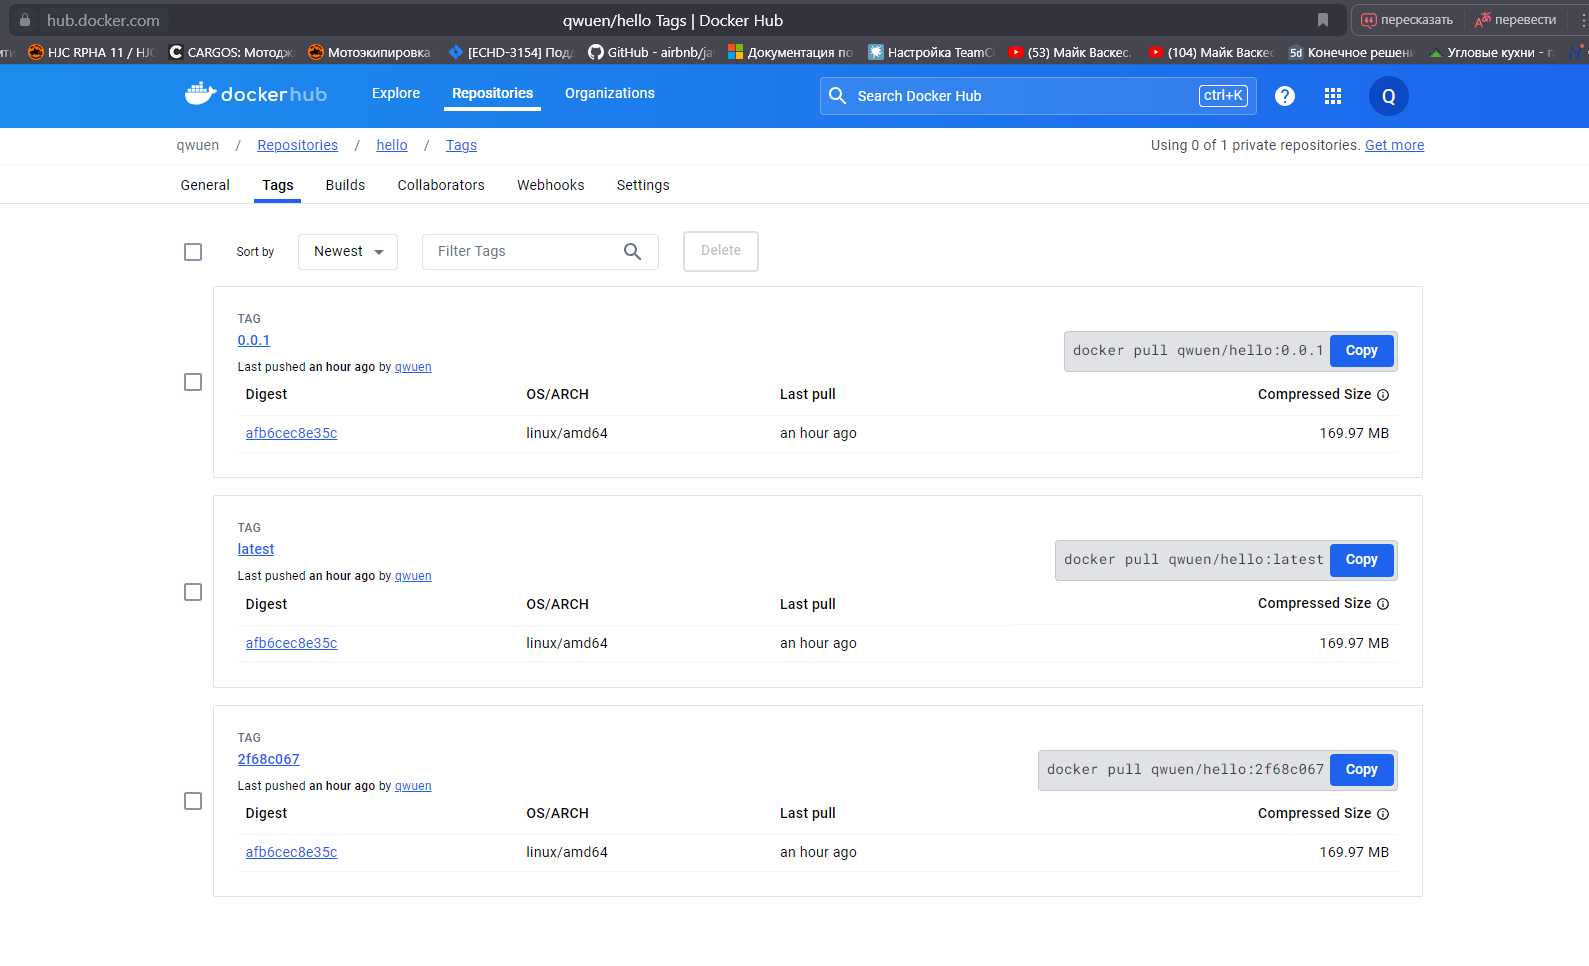 hub.docker.com
qwuen/hello Tags | Docker Hub
пересказать
перевести
HJC RPHA 11 / HJC
CARGOS: Мотодж
Мотоэкипировка
[ECHD-3154] Под
GitHub - airbnb/ja
Документация по
Настройка TeamC
(53) Майк Васкес.
(104) Майк Васкес
5d Конечное решени
Угловые кухни - г
docker hub
Explore
Repositories
Organizations
Search Docker Hub
ctrl+K
?
Q
qwuen / Repositories / hello / Tags
Using 0 of 1 private repositories. Get more
General
Tags
Builds
Collaborators
Webhooks
Settings
Sort by
Newest
Filter Tags
Delete
TAG
0.0.1
Last pushed an hour ago by qwuen
docker pull qwuen/hello:0.0.1
Copy
Digest OS/ARCH Last pull Compressed Size
afb6cec8e35c linux/amd64 an hour ago 169.97 MB
TAG
latest
Last pushed an hour ago by qwuen
docker pull qwuen/hello:latest
Copy
Digest OS/ARCH Last pull Compressed Size
afb6cec8e35c linux/amd64 an hour ago 169.97 MB
TAG
2f68c067
Last pushed an hour ago by qwuen
docker pull qwuen/hello:2f68c067
Copy
Digest OS/ARCH Last pull Compressed Size
afb6cec8e35c linux/amd64 an hour ago 169.97 MB